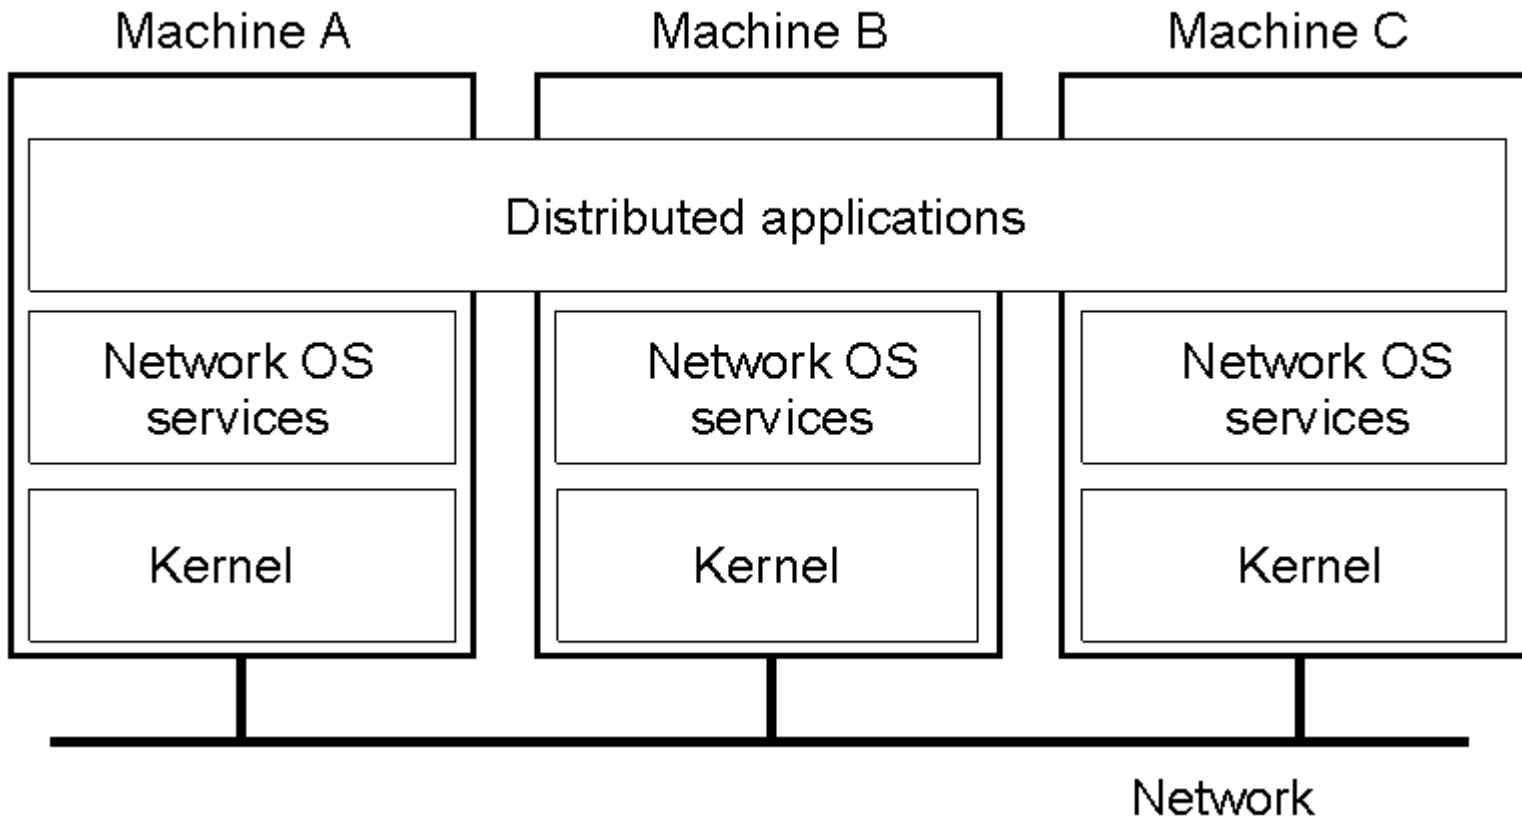 Machine A
Machine B
Machine C
Distributed applications
Network OS
services
Network OS
services
Network OS
services
Kernel
Kernel
Kernel
Network